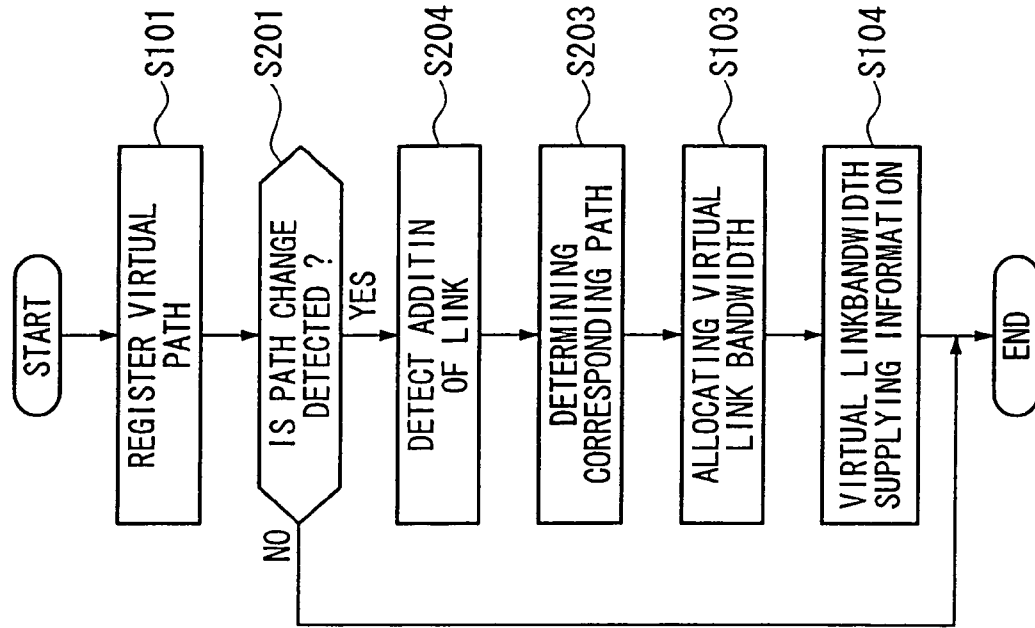 START
REGISTER VIRTUAL
PATH
S101
IS PATH CHANGE
DETECTED ?
S201
NO
YES
DETECT ADDITIN
OF LINK
S204
DETERMINING
CORRESPONDING PATH
S203
ALLOCATING VIRTUAL
LINK BANDWIDTH
S103
VIRTUAL LINKBANDWIDTH
SUPPLYING INFORMATION
S104
END